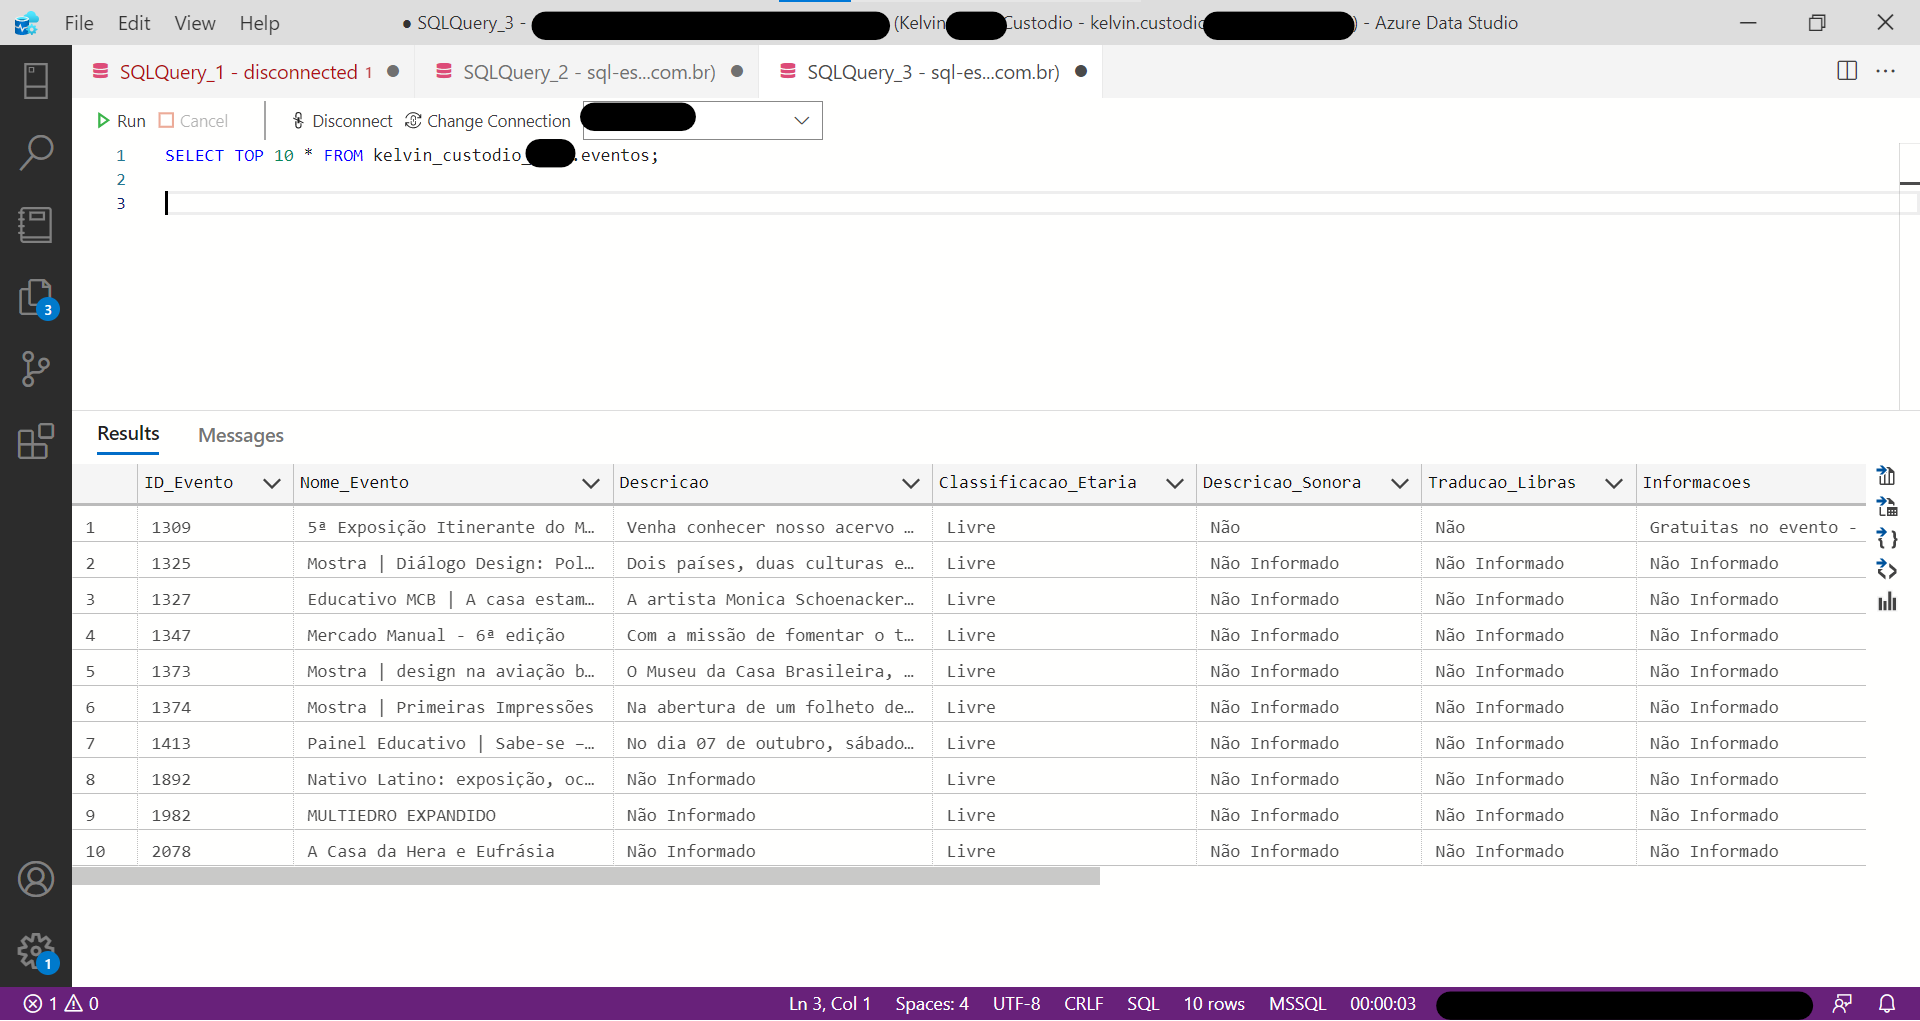 File Edit View Help ● SQLQuery_3 - (Kelvin Custodio - kelvin.custodio ) - Azure Data Studio
SQLQuery_1 - disconnected 1 SQLQuery_2 - sql-es...com.br) SQLQuery_3 - sql-es...com.br)
Run Cancel Disconnect Change Connection
1 SELECT TOP 10 * FROM kelvin_custodio_ .eventos;
2
3
3
Results Messages
ID_Evento Nome_Evento Descricao Classificacao_Etaria Descricao_Sonora Traducao_Libras Informacoes
1 1309 5ª Exposição Itinerante do M... Venha conhecer nosso acervo ... Livre Não Não Gratuitas no evento -
2 1325 Mostra | Diálogo Design: Pol... Dois países, duas culturas e... Livre Não Informado Não Informado Não Informado
3 1327 Educativo MCB | A casa estam... A artista Monica Schoenacker... Livre Não Informado Não Informado Não Informado
4 1347 Mercado Manual - 6ª edição Com a missão de fomentar o t... Livre Não Informado Não Informado Não Informado
5 1373 Mostra | design na aviação b... O Museu da Casa Brasileira, ... Livre Não Informado Não Informado Não Informado
6 1374 Mostra | Primeiras Impressões Na abertura de um folheto de... Livre Não Informado Não Informado Não Informado
7 1413 Painel Educativo | Sabe-se –... No dia 07 de outubro, sábado... Livre Não Informado Não Informado Não Informado
8 1892 Nativo Latino: exposição, oc... Não Informado Livre Não Informado Não Informado Não Informado
9 1982 MULTIEDRO EXPANDIDO Não Informado Livre Não Informado Não Informado Não Informado
10 2078 A Casa da Hera e Eufrásia Não Informado Livre Não Informado Não Informado Não Informado
1
1 0 Ln 3, Col 1 Spaces: 4 UTF-8 CRLF SQL 10 rows MSSQL 00:00:03